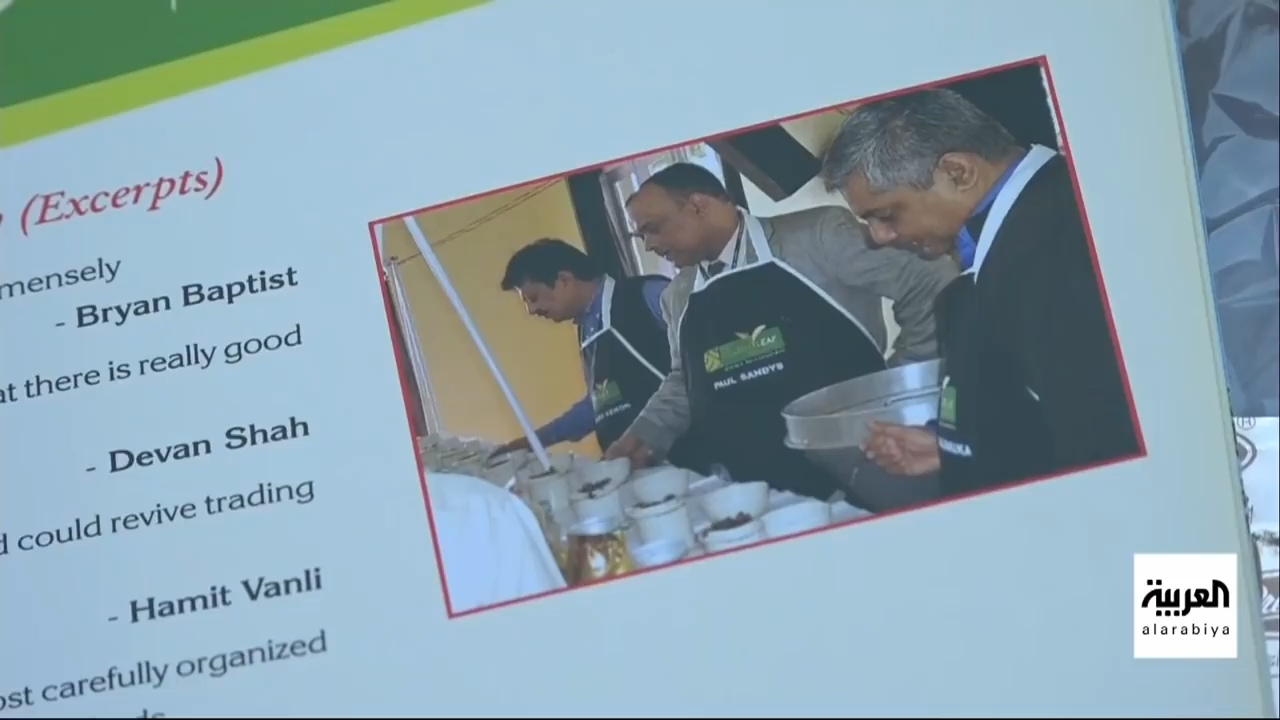 (Excerpts)
mensely
- Bryan Baptist
at there is really good
- Devan Shah
d could revive trading
- Hamit Vanli
ost carefully organized
PAUL SANDYS
العربية
alarabiya